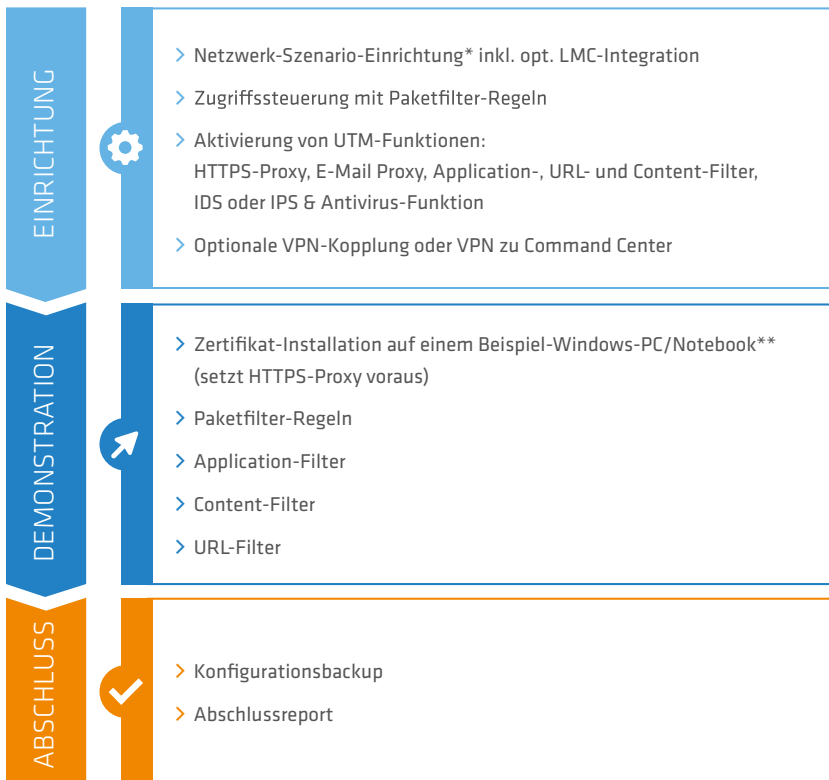 EINRICHTUNG
Netzwerk-Szenario-Einrichtung* inkl. opt. LMC-Integration
Zugriffssteuerung mit Paketfilter-Regeln
Aktivierung von UTM-Funktionen:
HTTPS-Proxy, E-Mail Proxy, Application-, URL- und Content-Filter,
IDS oder IPS & Antivirus-Funktion
Optionale VPN-Kopplung oder VPN zu Command Center
DEMONSTRATION
Zertifikat-Installation auf einem Beispiel-Windows-PC/Notebook**
(setzt HTTPS-Proxy voraus)
Paketfilter-Regeln
Application-Filter
Content-Filter
URL-Filter
ABSCHLUSS
Konfigurationsbackup
Abschlussreport